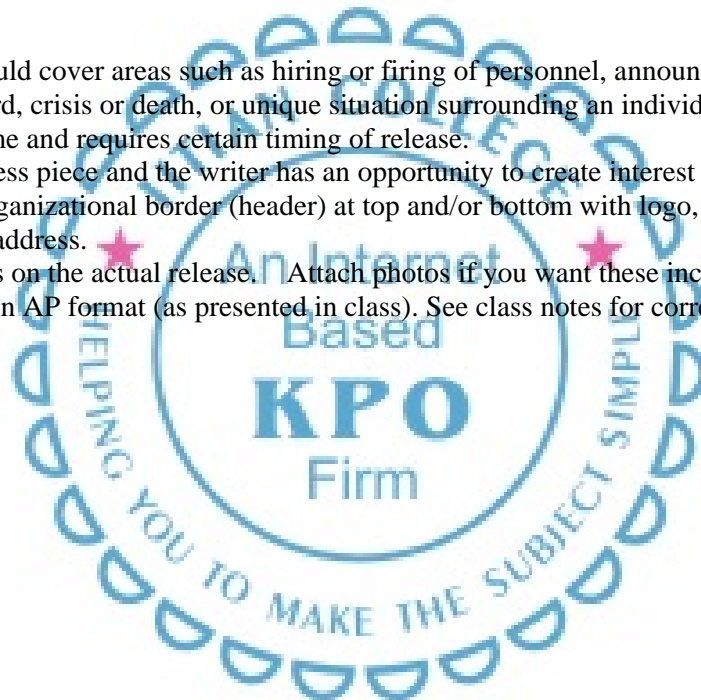 uld cover areas such as hiring or firing of personnel, announ
rd, crisis or death, or unique situation surrounding an individ
ne and requires certain timing of release.
ess piece and the writer has an opportunity to create interest
rganizational border (header) at top and/or bottom with logo,
address.
s on the actual release. Attach photos if you want these inc
n AP format (as presented in class). See class notes for corre
COLLEGE
An Internet
Based
KPO
Firm
HELPING YOU TO MAKE THE SUBJECT SIMPL